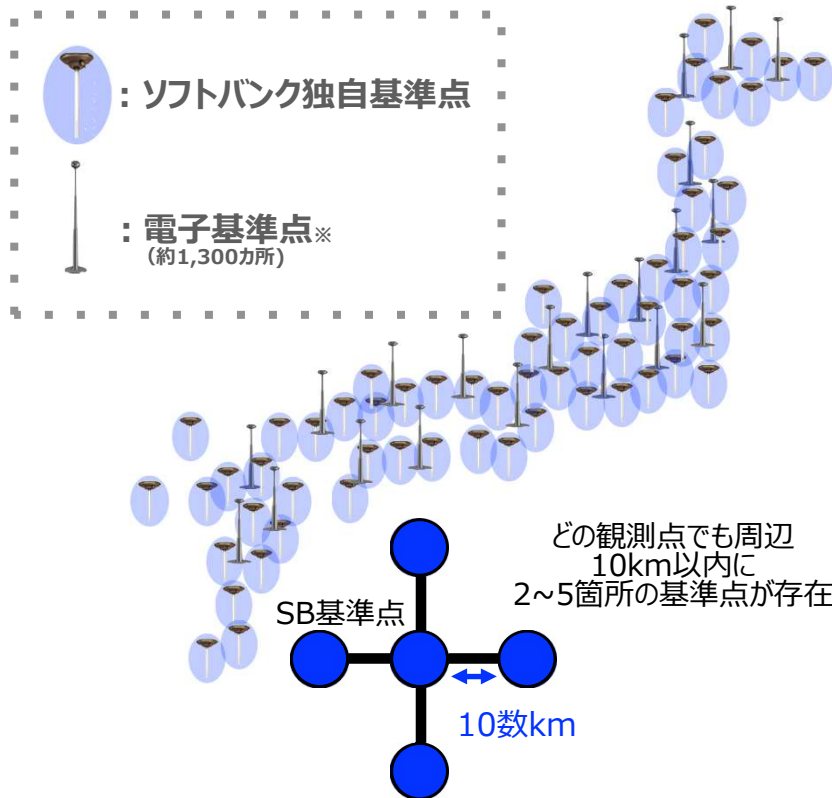 ：ソフトバンク独自基準点
：電子基準点※
（約1,300カ所）
どの観測点でも周辺
10km以内に
2~5箇所の基準点が存在
SB基準点
10数km